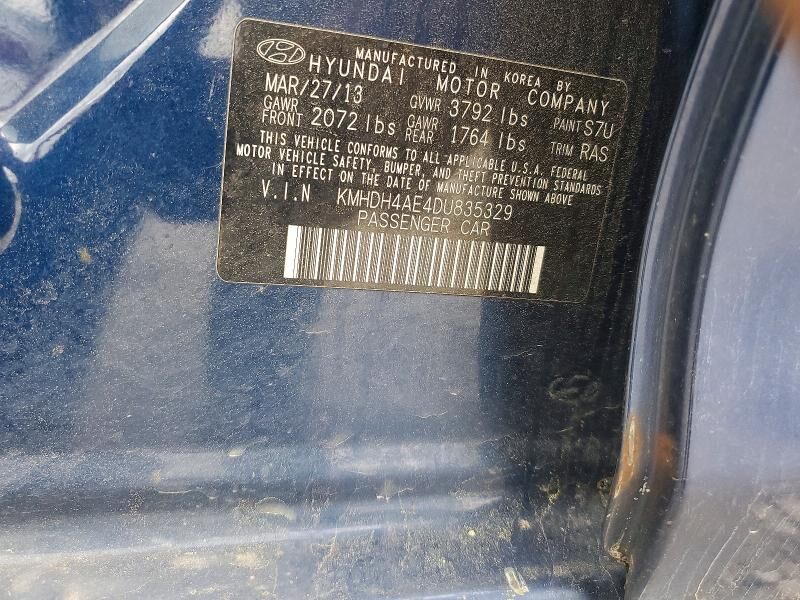 MANUFACTURED IN KOREA BY
HYUNDAI MOTOR COMPANY
MAR/27/13 GVWR 3792 lbs PAINT S7U
GAWR FRONT 2072 lbs GAWR REAR 1764 lbs TRIM RAS
THIS VEHICLE CONFORMS TO ALL APPLICABLE U.S.A. FEDERAL
MOTOR VEHICLE SAFETY, BUMPER, AND THEFT PREVENTION STANDARDS
IN EFFECT ON THE DATE OF MANUFACTURE SHOWN ABOVE
V.I.N KMHDH4AE4DU835329
PASSENGER CAR